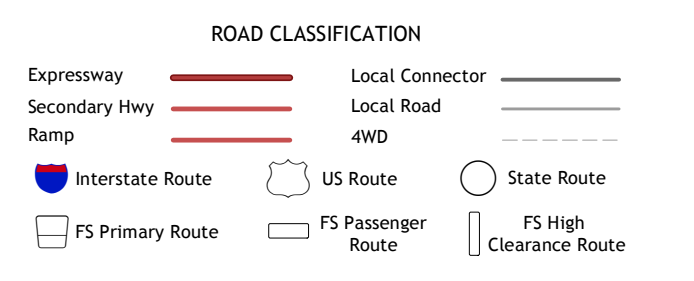 ROAD CLASSIFICATION
Expressway
Local Connector
Secondary Hwy
Local Road
Ramp
4WD
Interstate Route
US Route
State Route
FS Primary Route
FS Passenger
Route
FS High
Clearance Route